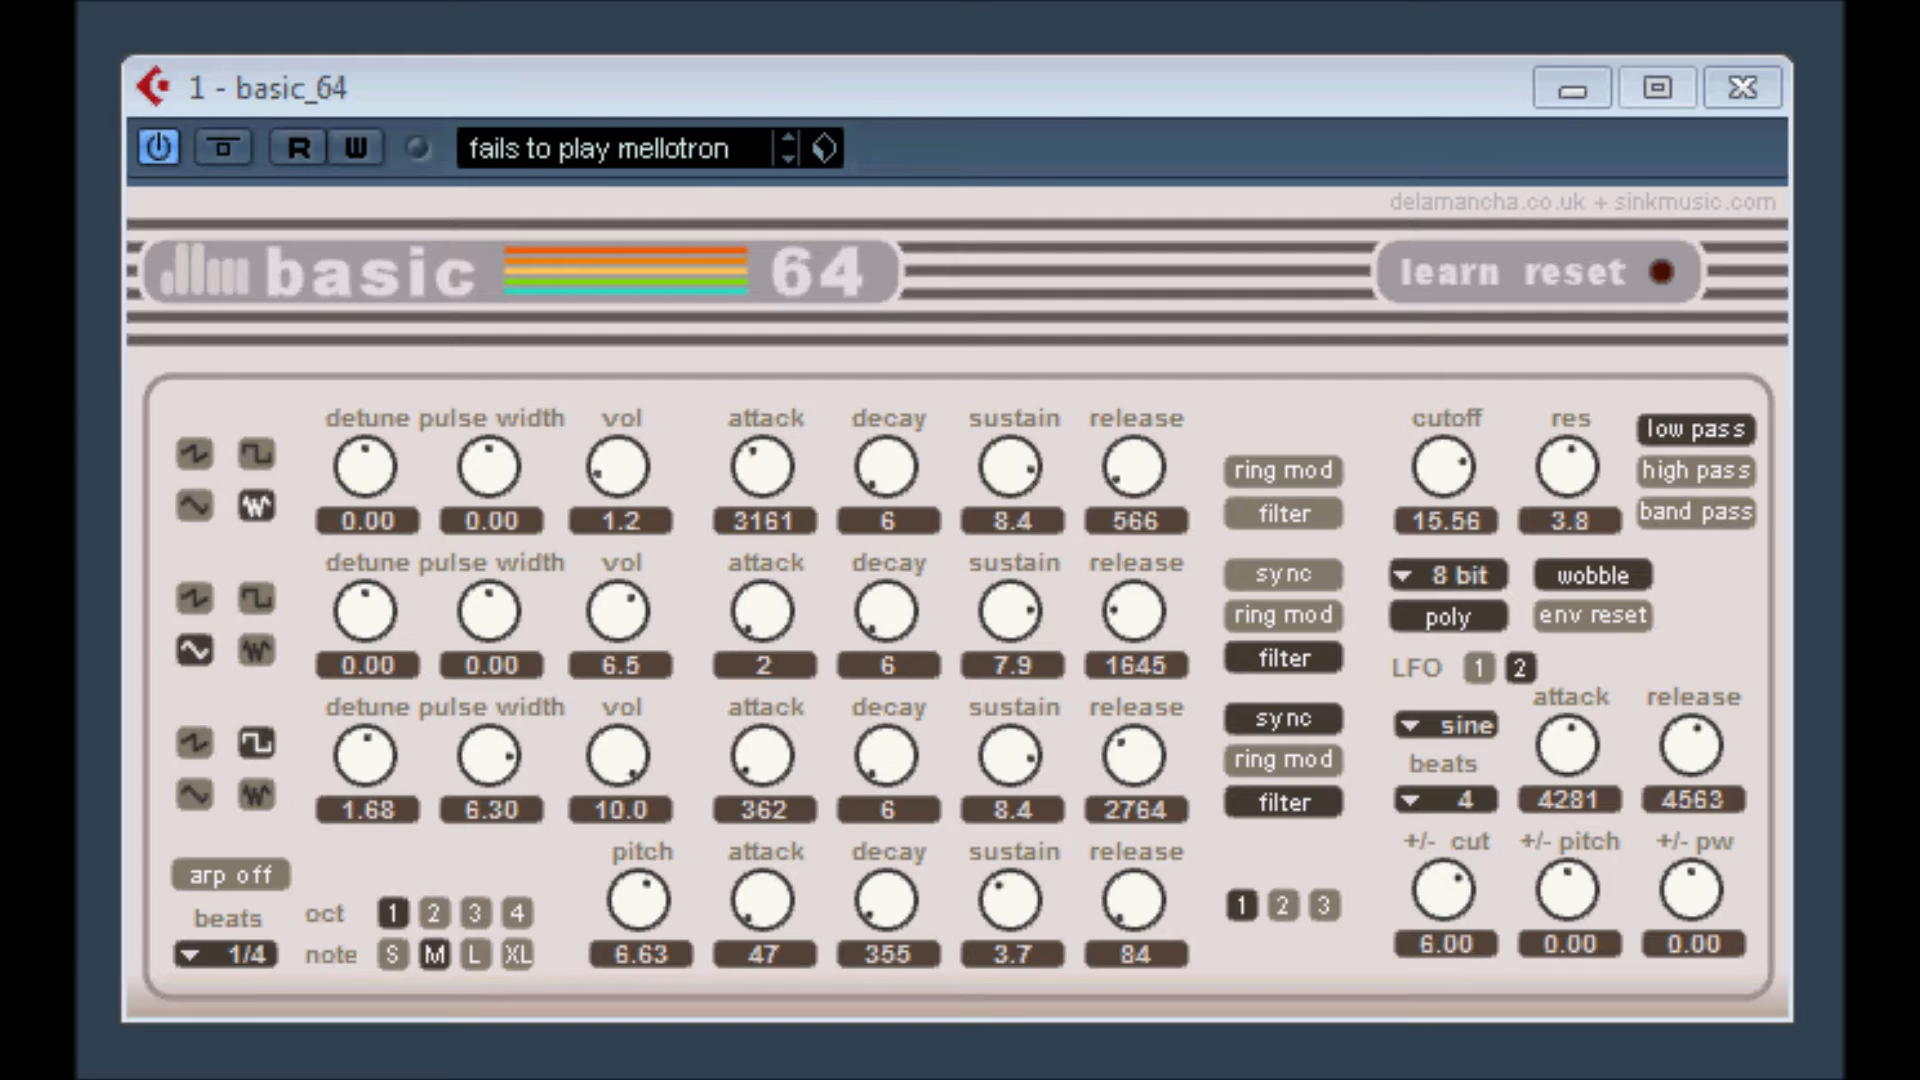 1 - basic_64
R W fails to play mellotron
delamancha.co.uk + sinkmusic.com
basic 64 learn reset
detune pulse width vol attack decay sustain release cutoff res low pass
ring mod high pass
filter band pass
0.00 0.00 1.2 3161 6 8.4 566 15.56 3.8
detune pulse width vol attack decay sustain release sync 8 bit wobble
ring mod poly env reset
0.00 0.00 6.5 2 6 7.9 1645 filter LFO 1 2
detune pulse width vol attack decay sustain release sync sine attack release
ring mod beats
1.68 6.30 10.0 362 6 8.4 2764 filter 4 4281 4563
pitch attack decay sustain release +/- cut +/- pitch +/- pw
arp off
beats oct 1 2 3 4 1 2 3
1/4 note S M L XL 6.63 47 355 3.7 84 6.00 0.00 0.00